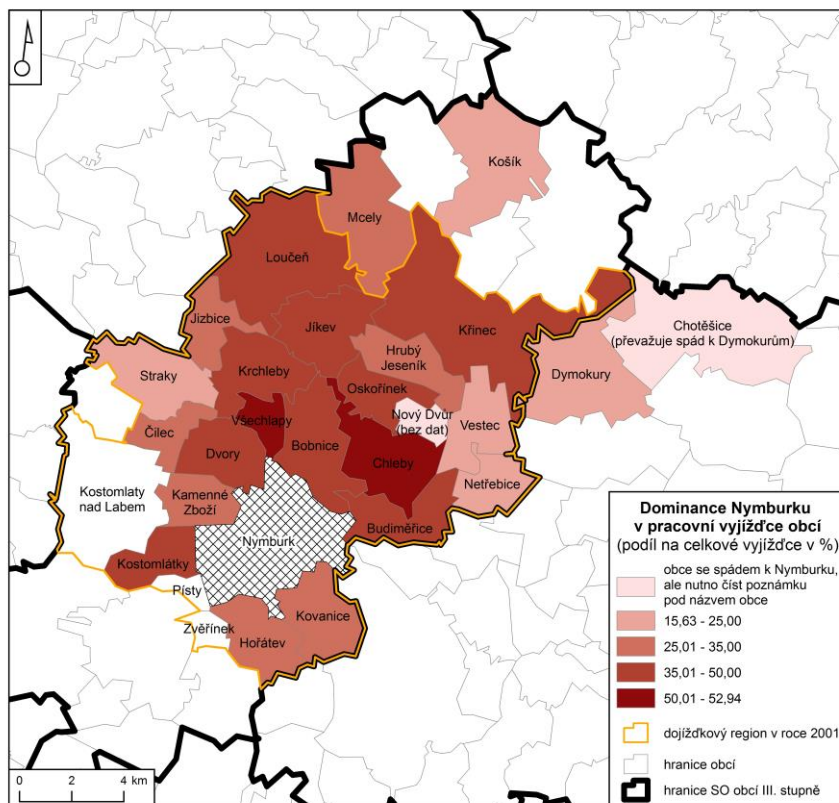 Košík
Mcely
Loučeň
Jizbice
Jíkev
Křinec
Chotěšice
(převažuje spád k Dymokurům)
Hrubý
Jeseník
Dymokury
Straky
Krchleby
Oskořínek
Nový Dvůr
(bez dat)
Vestec
Všechlapy
Čilec
Bobnice
Dvory
Chleby
Kostomlaty
nad Labem
Netřebice
Kamenné
Zboží
Budiměřice
Nymburk
Kostomlátky
Písty
Kovanice
Zvěřínek
Hořátev
0 2 4 km
Dominance Nymburku
v pracovní vyjížďce obcí
(podíl na celkové vyjížďce v %)
obce se spádem k Nymburku,
ale nutno číst poznámku
pod názvem obce
15,63 - 25,00
25,01 - 35,00
35,01 - 50,00
50,01 - 52,94
dojížďkový region v roce 2001
hranice obcí
hranice SO obcí III. stupně